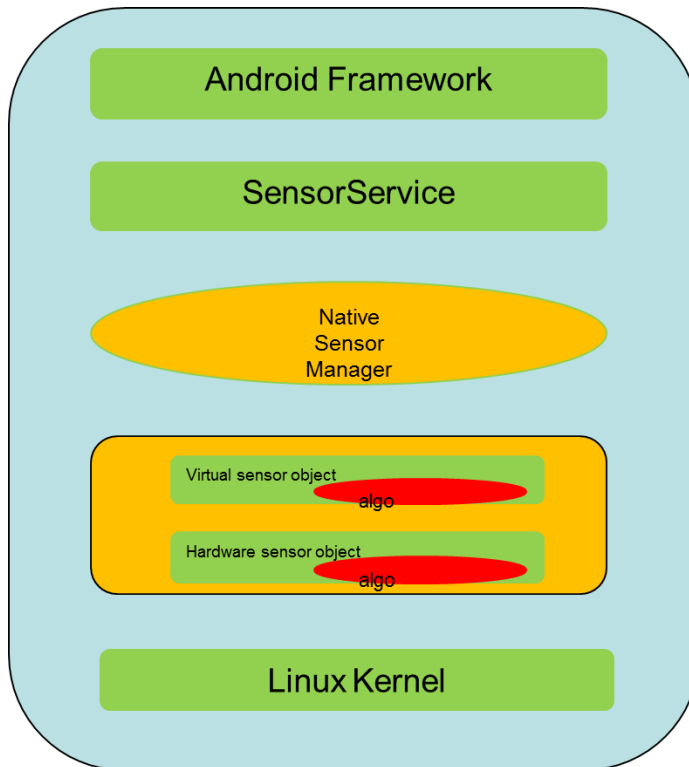 Android Framework
SensorService
Native
Sensor
Manager
Virtual sensor object
algo
Hardware sensor object
algo
Linux Kernel